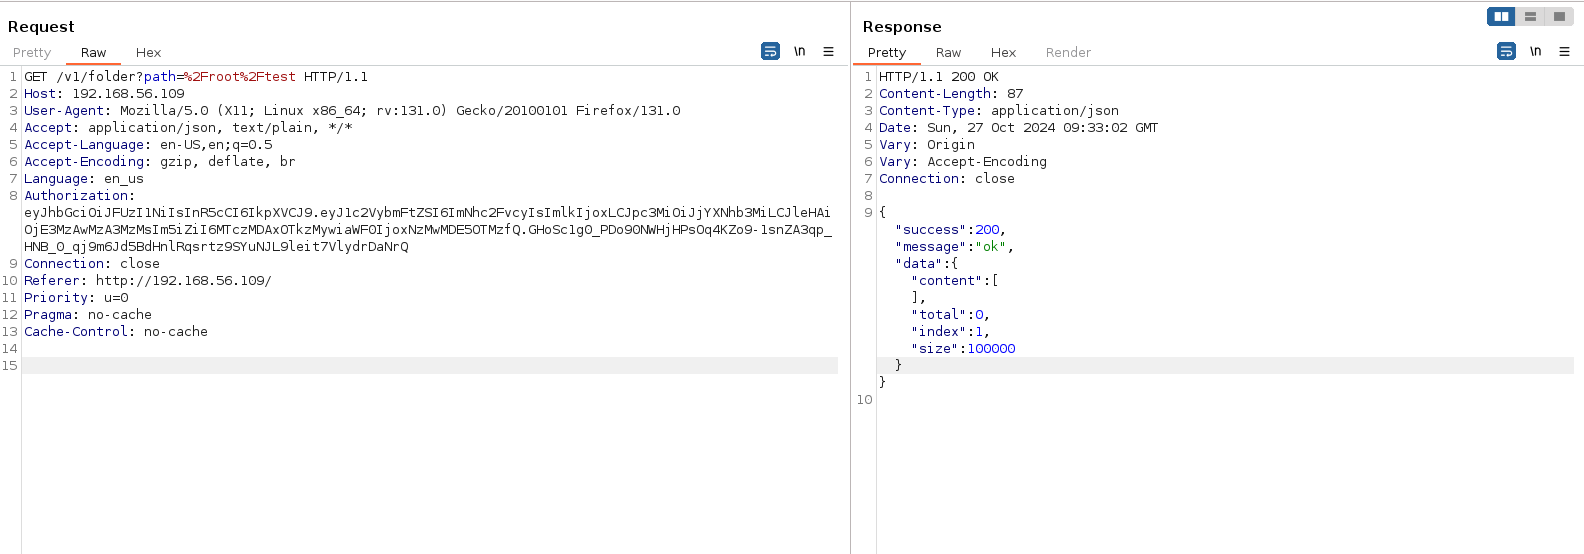 Request
Pretty Raw Hex \n
1 GET /v1/folder?path=%2Froot%2Ftest HTTP/1.1
2 Host: 192.168.56.109
3 User-Agent: Mozilla/5.0 (X11; Linux x86_64; rv:131.0) Gecko/20100101 Firefox/131.0
4 Accept: application/json, text/plain, */*
5 Accept-Language: en-US,en;q=0.5
6 Accept-Encoding: gzip, deflate, br
7 Language: en_us
8 Authorization:
eyJhbGciOiJFUzI1NiIsInR5cCI6IkpXVCJ9.eyJ1c2VybmFtZSI6ImNhc2FvcyIsImlkIjoxLCJpc3MiOiJjYXNhb3MiLCJleHAi
OjE3MzAwMzA3MzMsIm5iZiI6MTczMDAxOTkzMywiaWF0IjoxNzMwMDE5OTMzfQ.GHoSc1g0_PDo9ONWHjHPsOq4KZo9-1snZA3qp_
HNB_O_qj9m6Jd5BdHnlRqsrtz9SYuNJL9leit7VlydrDaNrQ
9 Connection: close
10 Referer: http://192.168.56.109/
11 Priority: u=0
12 Pragma: no-cache
13 Cache-Control: no-cache
14
15
Response
Pretty Raw Hex Render \n
1 HTTP/1.1 200 OK
2 Content-Length: 87
3 Content-Type: application/json
4 Date: Sun, 27 Oct 2024 09:33:02 GMT
5 Vary: Origin
6 Vary: Accept-Encoding
7 Connection: close
8
9 {
"success":200,
"message":"ok",
"data":{
"content":[
],
"total":0,
"index":1,
"size":100000
}
}
10